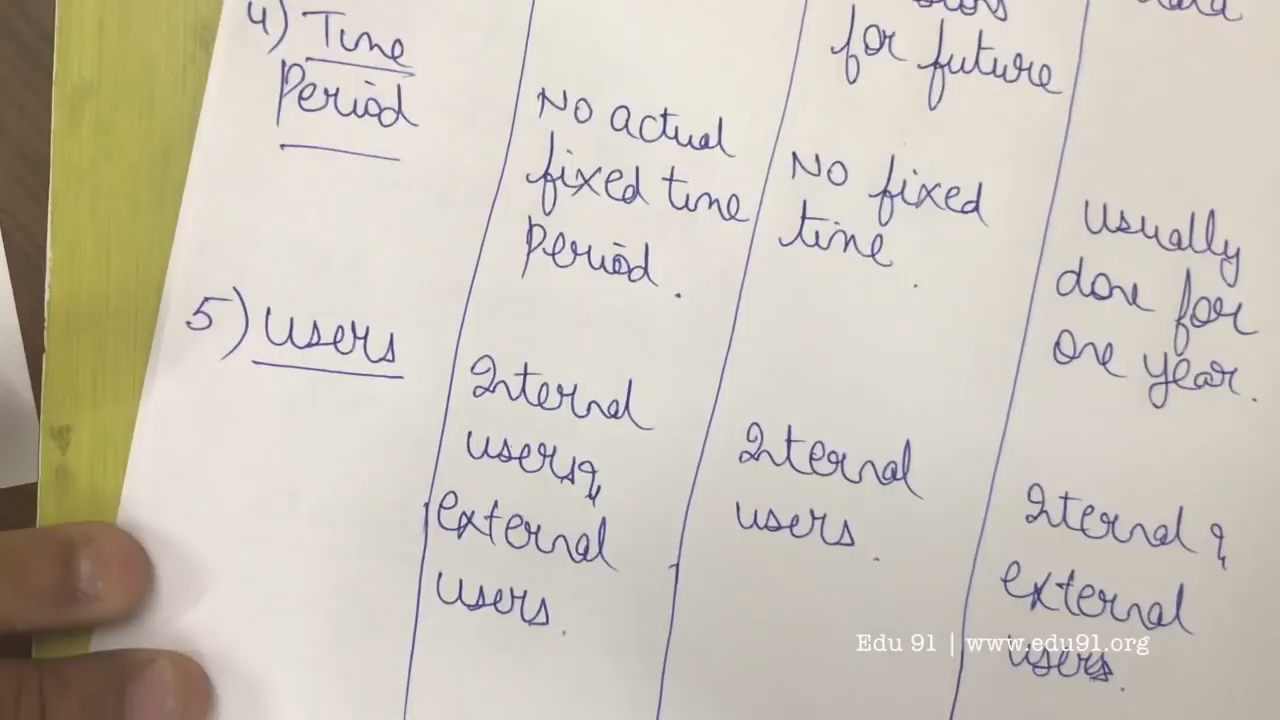 4) Time
Period
No actual
fixed time
Period.
for future
No fixed
time.
Usually
done for
one year.
5) Users
Internal
users &
external
users.
Internal
users.
Internal &
external
users.
Edu 91 | www.edu91.org